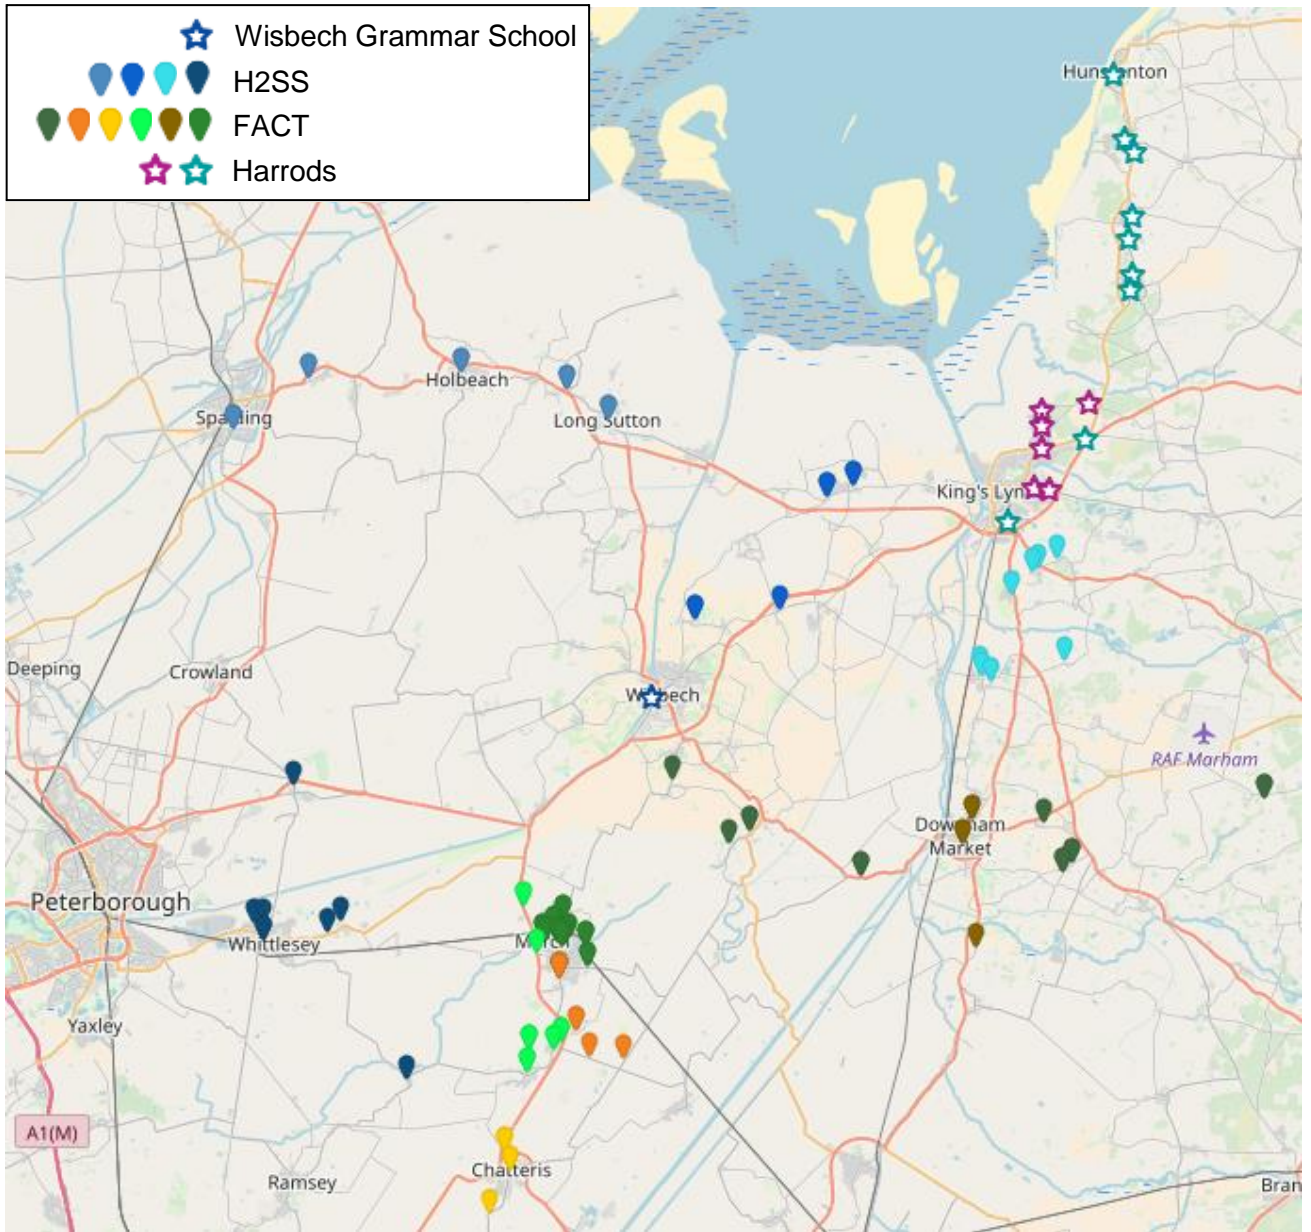 Wisbech Grammar School
H2SS
FACT
Harrods
Hunstanton
Holbeach
Spalding
Long Sutton
King's Lynn
Deeping
Crowland
Wisbech
RAF Marham
Downham
Market
Peterborough
Whittlesey
March
Yaxley
A1(M)
Chatteris
Ramsey
Bran